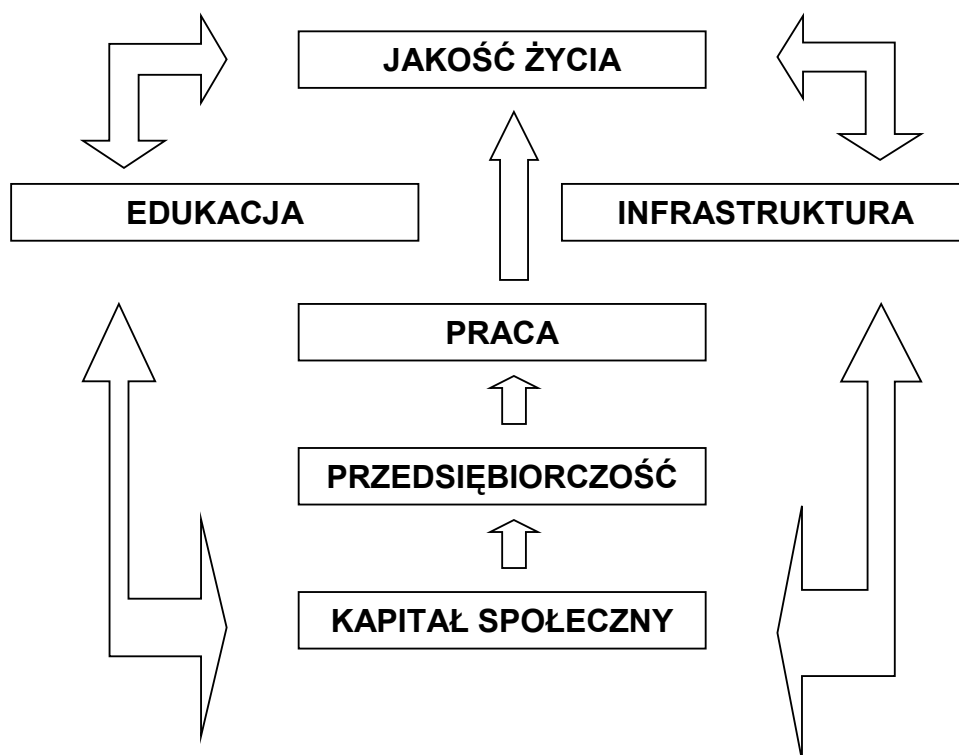 JAKOŚĆ ŻYCIA
EDUKACJA
INFRASTRUKTURA
PRACA
PRZEDSIĘBIORCZOŚĆ
KAPITAŁ SPOŁECZNY